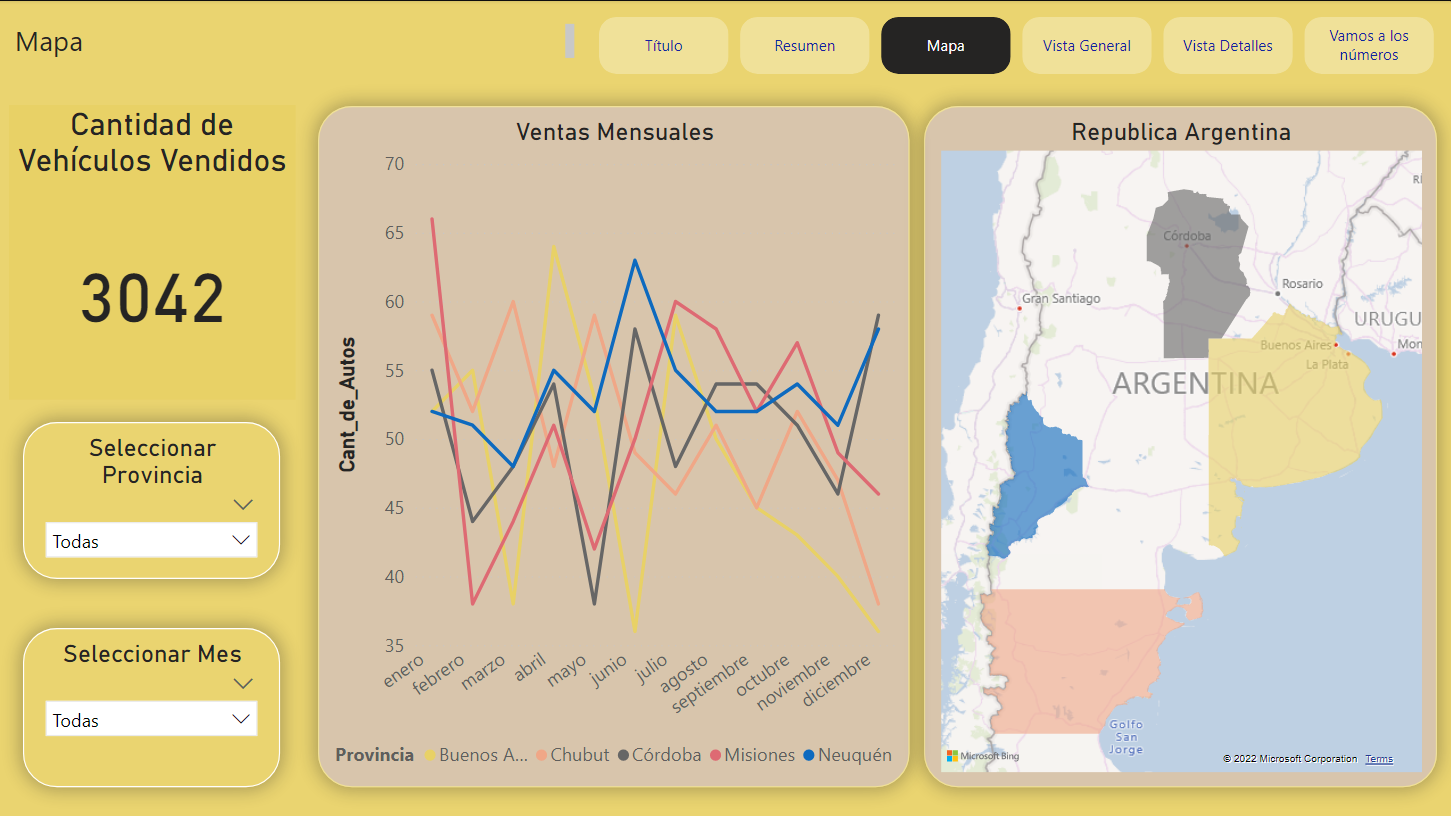 Mapa
Título
Resumen
Mapa
Vista General
Vista Detalles
Vamos a los
números
Cantidad de
Vehículos Vendidos
3042
Seleccionar
Provincia
Todas
Seleccionar Mes
Todas
Ventas Mensuales
70
65
60
55
50
45
40
35
Cant_de_Autos
enero
febrero
marzo
abril
mayo
junio
julio
agosto
septiembre
octubre
noviembre
diciembre
Provincia Buenos A... Chubut Córdoba Misiones Neuquén
Republica Argentina
Córdoba
Rosario
Gran Santiago
URUGU
Buenos Aires
Mon
La Plata
ARGENTINA
Golfo
San
Jorge
Microsoft Bing
© 2022 Microsoft Corporation Terms